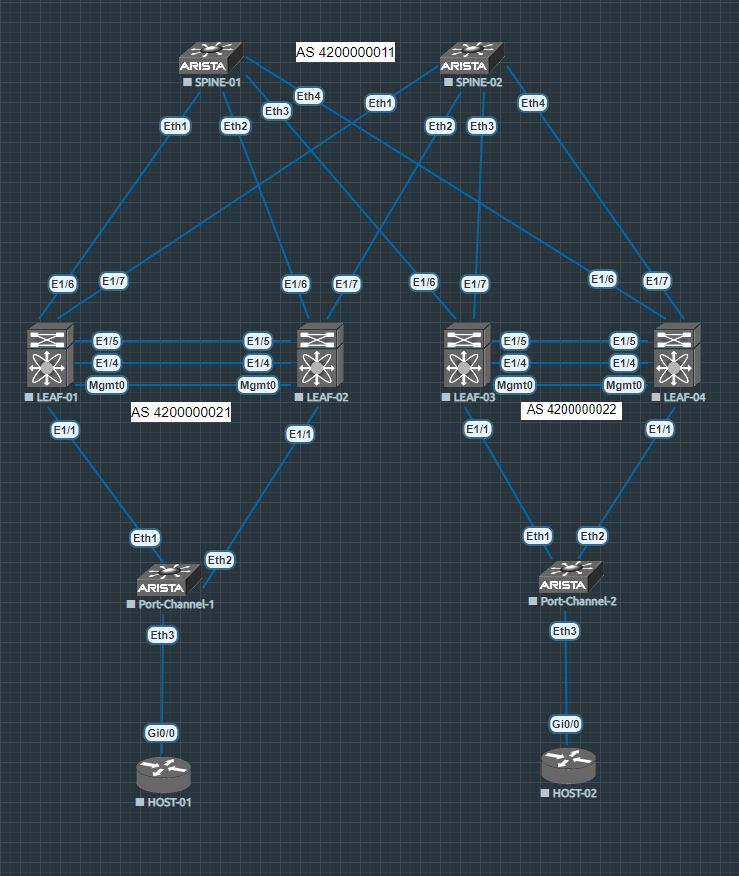 AS 4200000011
ARISTA
ARISTA
SPINE-01
SPINE-02
Eth4
Eth3
Eth1
Eth4
Eth1
Eth2
Eth2
Eth3
E1/6
E1/7
E1/6
E1/7
E1/6
E1/7
E1/6
E1/7
E1/5
E1/5
E1/5
E1/5
E1/4
E1/4
E1/4
E1/4
Mgmt0
Mgmt0
Mgmt0
Mgmt0
LEAF-01
LEAF-02
LEAF-03
LEAF-04
AS 4200000021
AS 4200000022
E1/1
E1/1
E1/1
E1/1
Eth1
Eth2
Eth1
Eth2
ARISTA
ARISTA
Port-Channel-1
Port-Channel-2
Eth3
Eth3
Gi0/0
Gi0/0
HOST-01
HOST-02